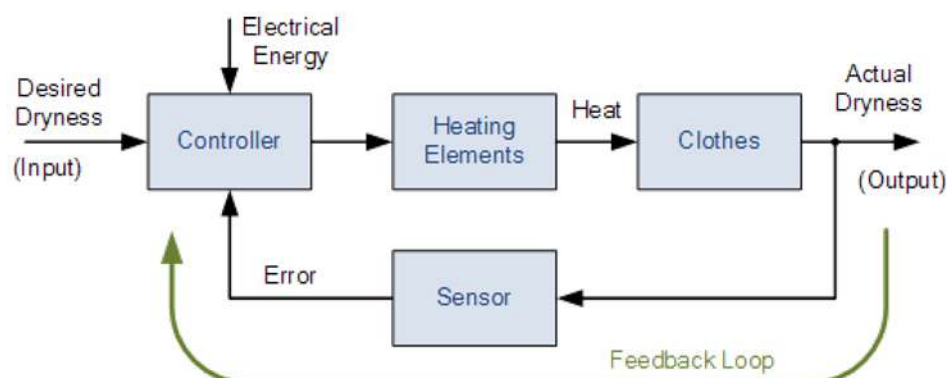 Electrical
Energy
Desired
Dryness
(Input)
Controller
Heating
Elements
Heat
Clothes
Actual
Dryness
(Output)
Error
Sensor
Feedback Loop